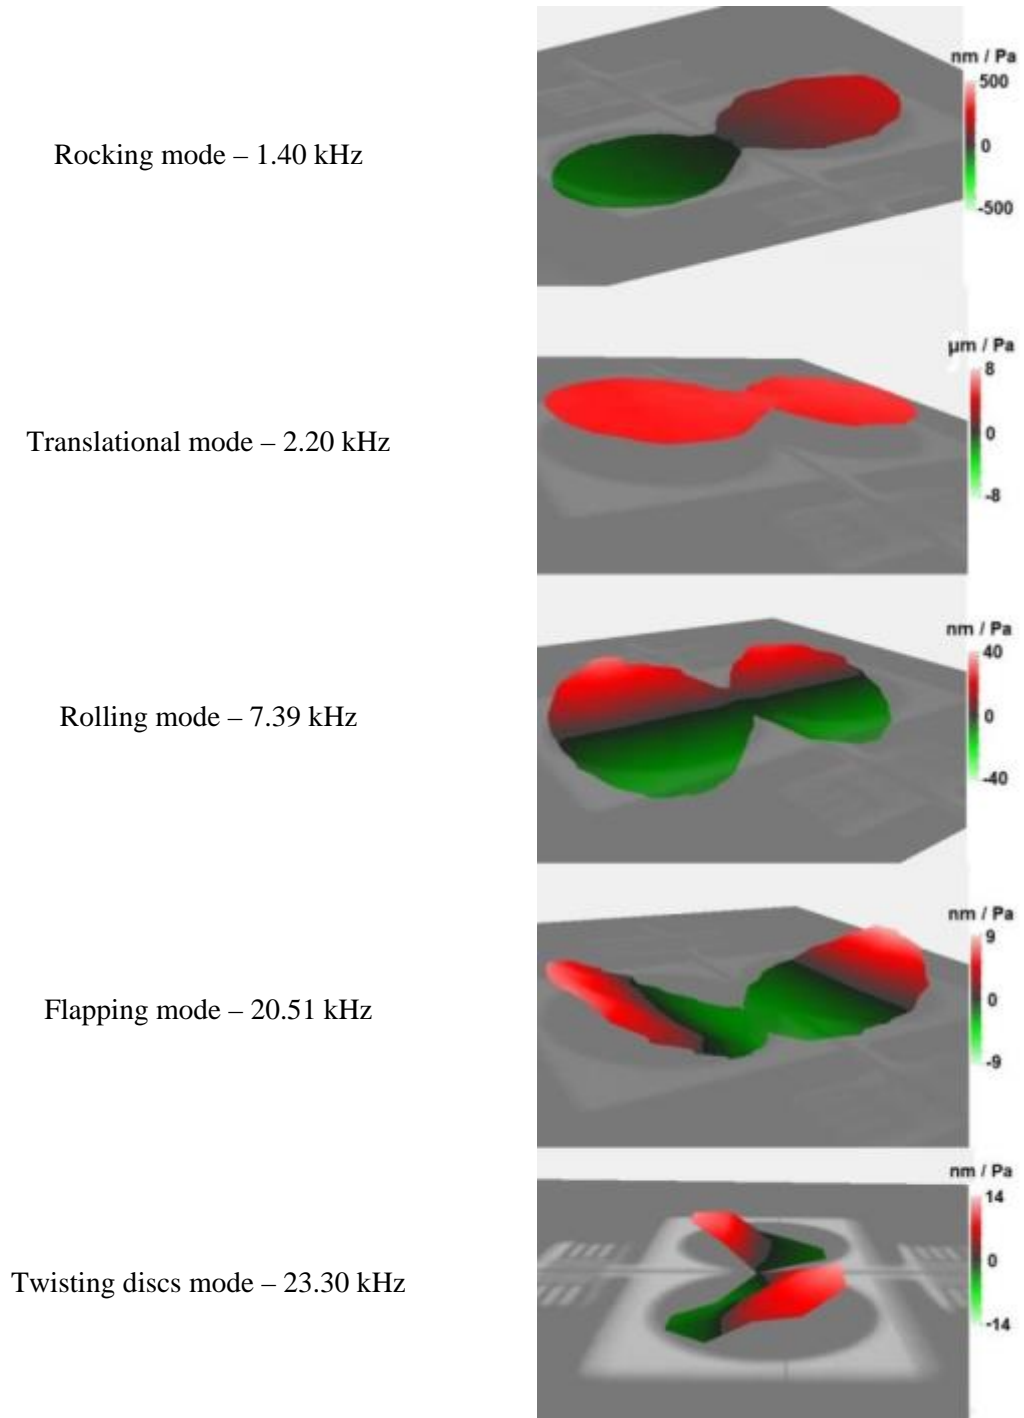 nm / Pa
500
Rocking mode – 1.40 kHz
0
-500
µm / Pa
8
Translational mode – 2.20 kHz
0
-8
nm / Pa
40
Rolling mode – 7.39 kHz
0
-40
nm / Pa
9
Flapping mode – 20.51 kHz
0
-9
nm / Pa
14
Twisting discs mode – 23.30 kHz
0
-14